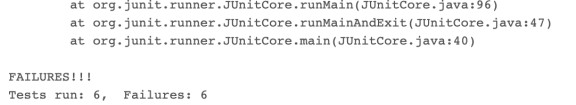 at org.junit.runner.JUnitCore.runMain(JUnitCore.java:96)
at org.junit.runner.JUnitCore.runMainAndExit(JUnitCore.java:47)
at org.junit.runner.JUnitCore.main(JUnitCore.java:40)
FAILURES!!!
Tests run: 6, Failures: 6